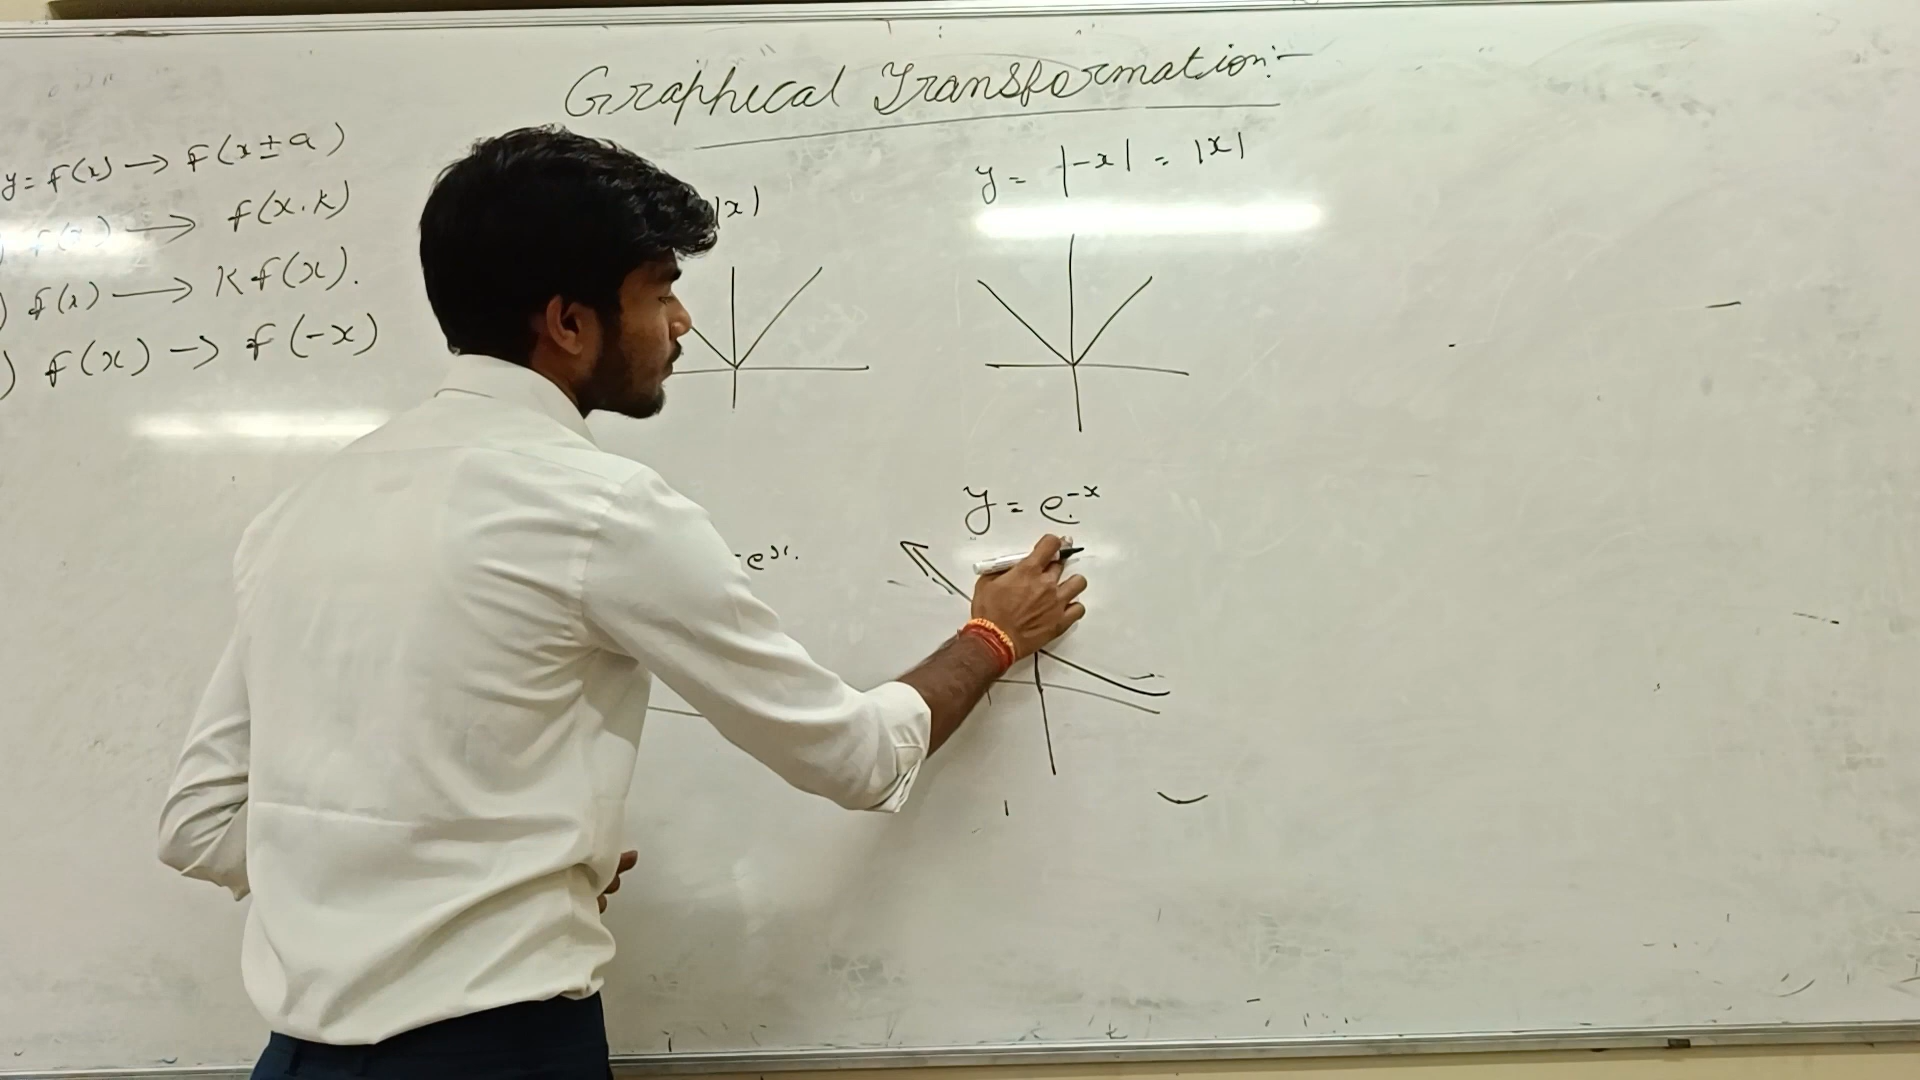 Graphical Transformation:-
y = f(x) → f(x ± a)
) f(x) → f(x.k)
) f(x) → K f(x).
) f(x) → f(-x)
|x|
y = |-x| = |x|
e^x.
y = e^-x